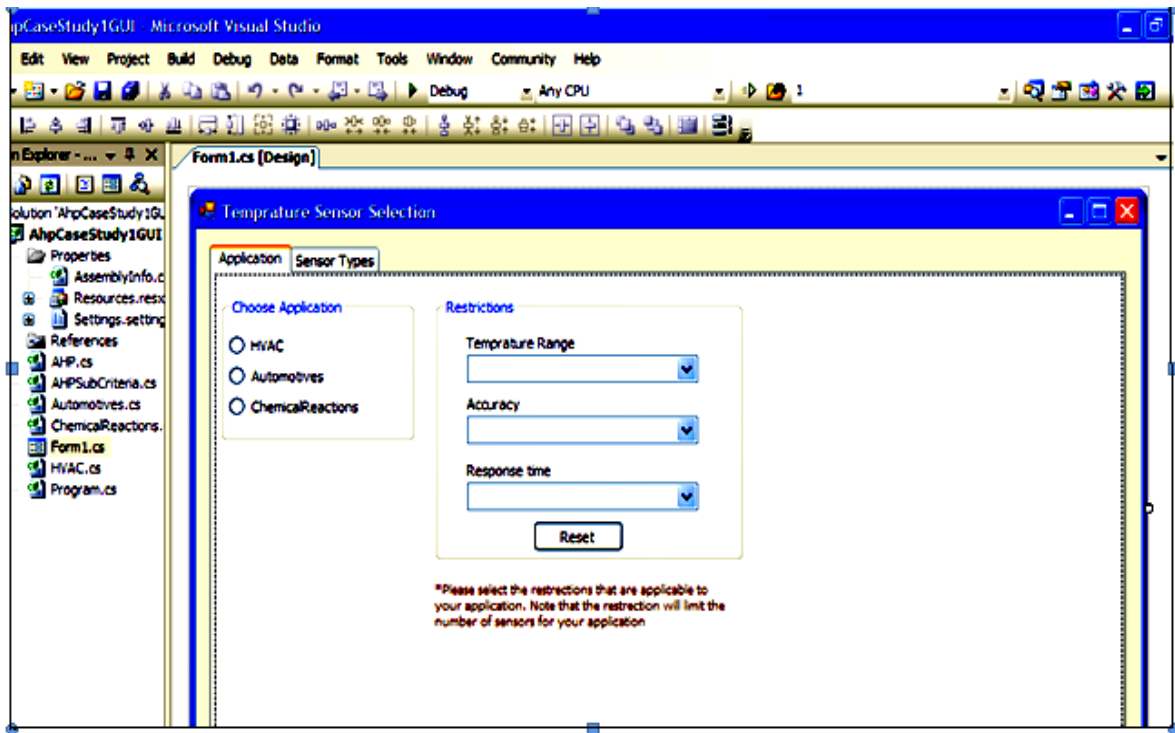 hpCaseStudy1GUI - Microsoft Visual Studio
Edit View Project Build Debug Data Format Tools Window Community Help
Debug Any CPU 1
n Explorer - ...
Form1.cs [Design]
olution 'AhpCaseStudy1GU
AhpCaseStudy1GUI
Properties
AssemblyInfo.c
Resources.resx
Settings.setting
References
AHP.cs
AHPSubCriteria.cs
Automotives.cs
ChemicalReactions.
Form1.cs
HVAC.cs
Program.cs
Temprature Sensor Selection
Application Sensor Types
Choose Application
HVAC
Automotives
ChemicalReactions
Restrictions
Temprature Range
Accuracy
Response time
Reset
*Please select the restrections that are applicable to
your application. Note that the restrection will limit the
number of sensors for your application